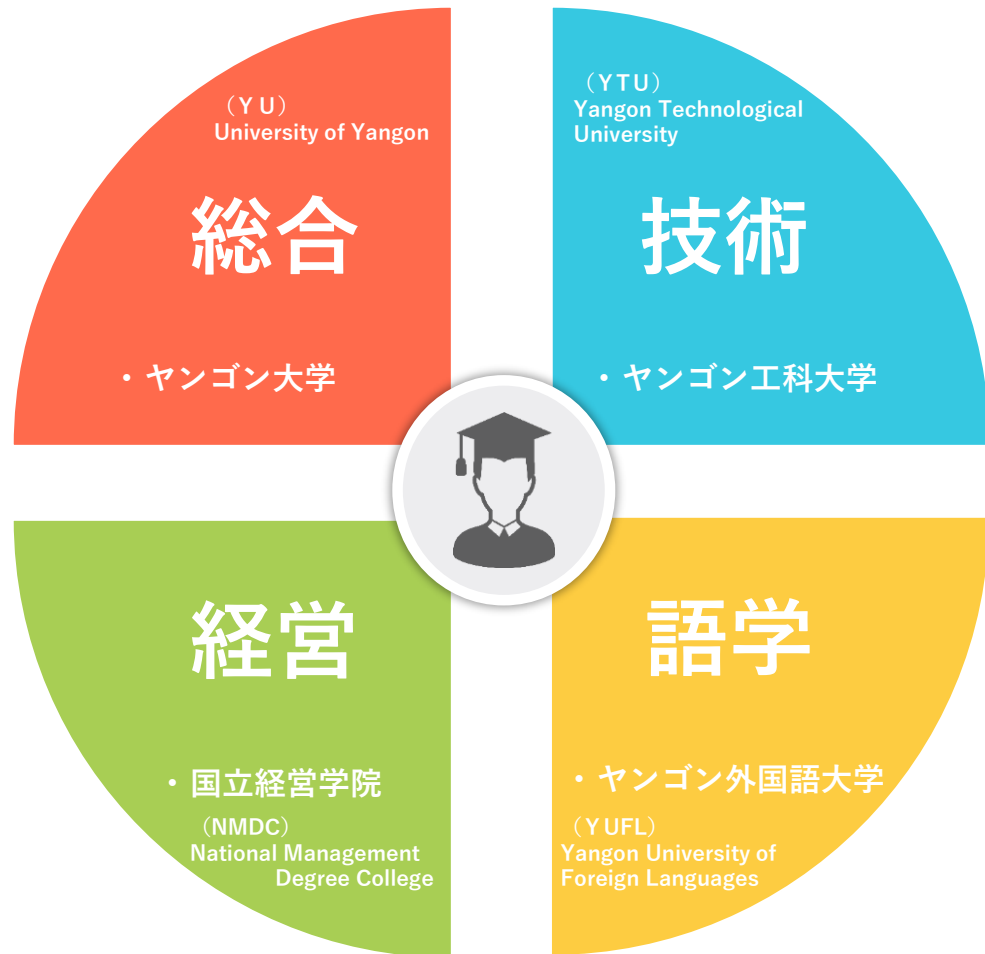 （Y U）
University of Yangon
総合
・ヤンゴン大学
（YTU）
Yangon Technological
University
技術
・ヤンゴン工科大学
経営
・国立経営学院
（NMDC）
National Management
Degree College
語学
・ヤンゴン外国語大学
（Y UFL）
Yangon University of
Foreign Languages